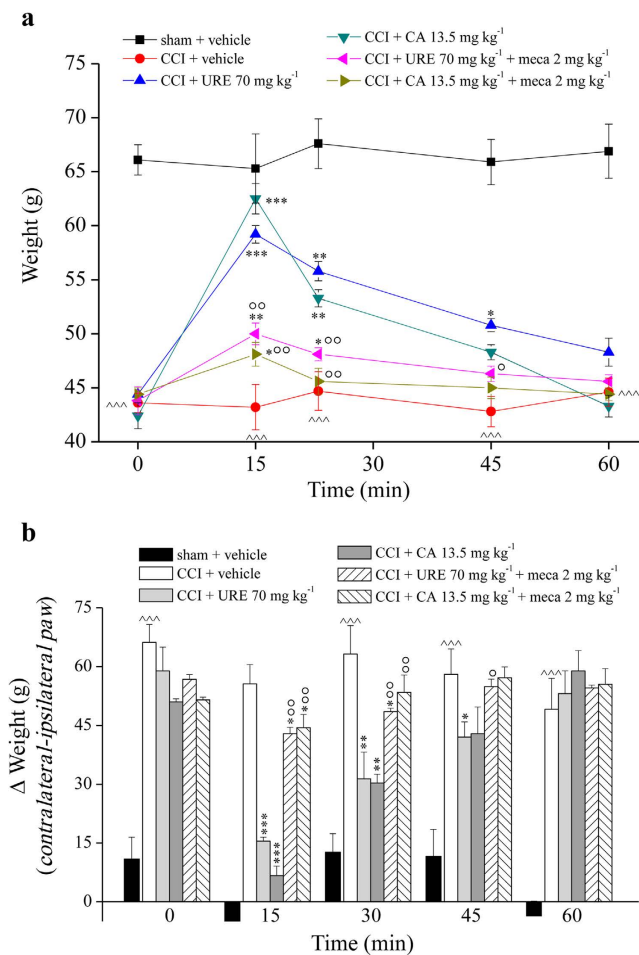 a
sham + vehicle
CCI + vehicle
CCI + URE 70 mg kg⁻¹
CCI + CA 13.5 mg kg⁻¹
CCI + URE 70 mg kg⁻¹ + meca 2 mg kg⁻¹
CCI + CA 13.5 mg kg⁻¹ + meca 2 mg kg⁻¹
75
70
65
60
55
50
45
40
Weight (g)
***
***
**
**
*
°°
**
*°°
*°°
°°
°
^^^
^^^
^^^
^^^
^^^
0
15
30
45
60
Time (min)
b
sham + vehicle
CCI + vehicle
CCI + URE 70 mg kg⁻¹
CCI + CA 13.5 mg kg⁻¹
CCI + URE 70 mg kg⁻¹ + meca 2 mg kg⁻¹
CCI + CA 13.5 mg kg⁻¹ + meca 2 mg kg⁻¹
75
60
45
30
15
0
Δ Weight (g)
(contralateral-ipsilateral paw)
^^^
***
***
*°°
*°°
^^^
**
**
*°°
°°
^^^
*
°
^^^
0
15
30
45
60
Time (min)